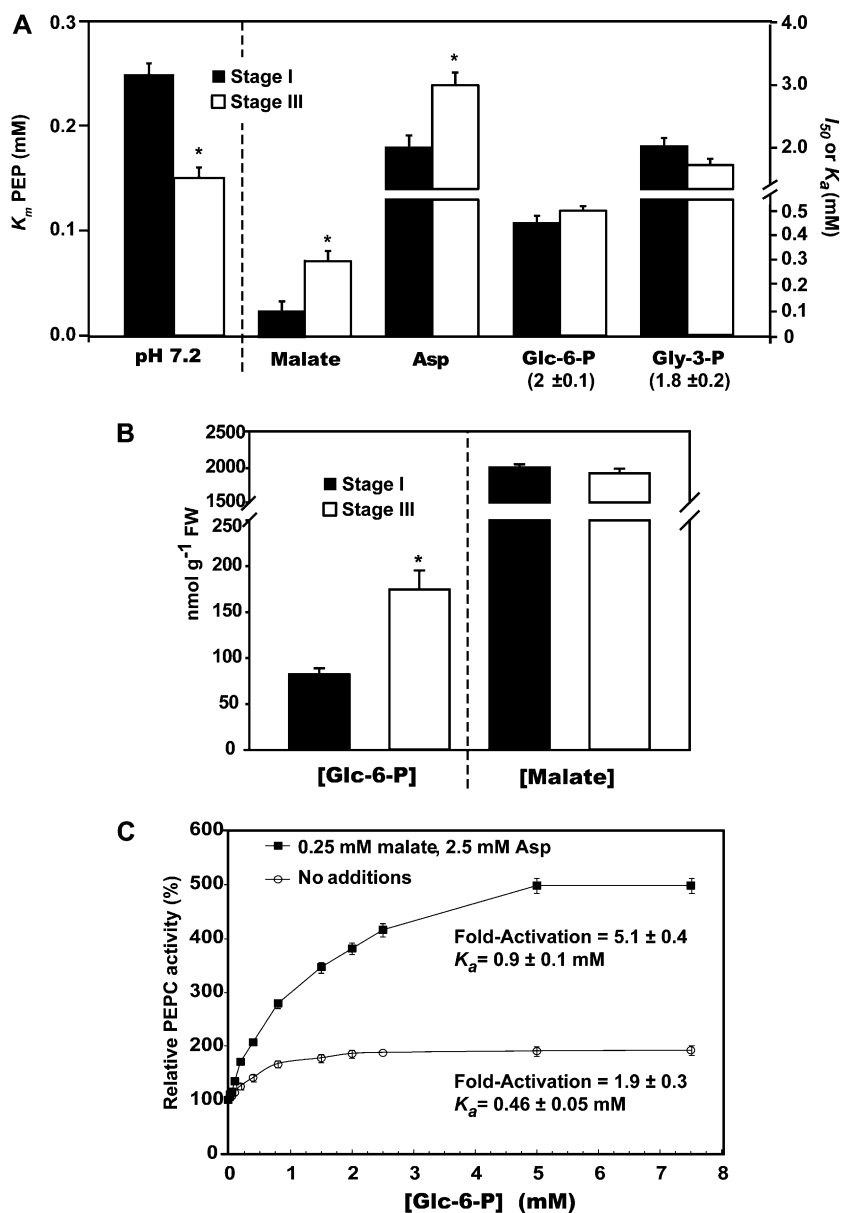 A
0.3
0.2
0.1
0.0
K_m PEP (mM)
Stage I
Stage III
*
*
*
4.0
3.0
2.0
0.5
0.4
0.3
0.2
0.1
0
I_50 or K_a (mM)
pH 7.2
Malate
Asp
Glc-6-P
Gly-3-P
(2 ±0.1)
(1.8 ±0.2)
B
2500
2000
1500
250
200
150
100
50
0
nmol g⁻¹ FW
Stage I
Stage III
*
[Glc-6-P]
[Malate]
C
600
500
400
300
200
100
0
Relative PEPC activity (%)
0.25 mM malate, 2.5 mM Asp
No additions
Fold-Activation = 5.1 ± 0.4
K_a= 0.9 ± 0.1 mM
Fold-Activation = 1.9 ± 0.3
K_a= 0.46 ± 0.05 mM
0 1 2 3 4 5 6 7 8
[Glc-6-P] (mM)